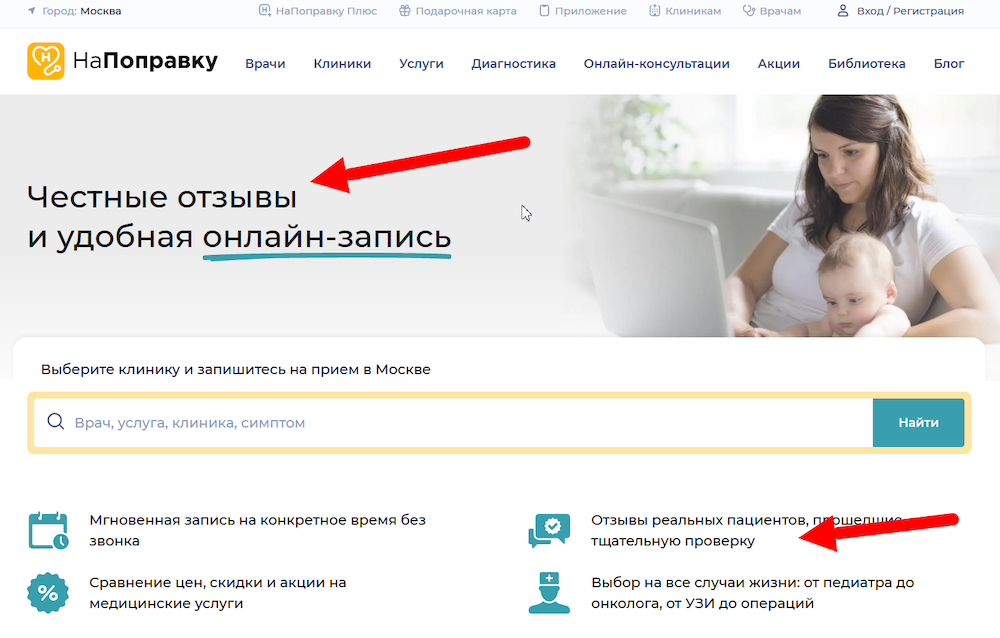 Город: Москва
НаПоправку Плюс
Подарочная карта
Приложение
Клиникам
Врачам
Вход / Регистрация
НаПоправку
Врачи
Клиники
Услуги
Диагностика
Онлайн-консультации
Акции
Библиотека
Блог
Честные отзывы
и удобная онлайн-запись
Выберите клинику и запишитесь на прием в Москве
Врач, услуга, клиника, симптом
Найти
Мгновенная запись на конкретное время без
звонка
Отзывы реальных пациентов, прошедшие
тщательную проверку
Сравнение цен, скидки и акции на
медицинские услуги
Выбор на все случаи жизни: от педиатра до
онколога, от УЗИ до операций